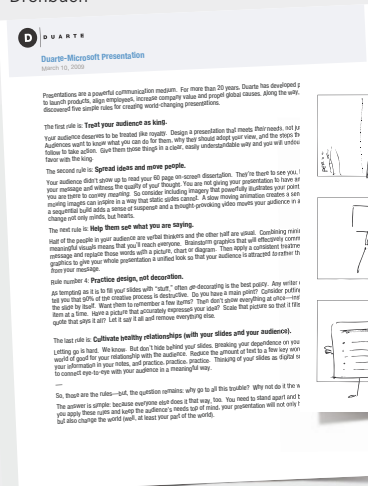 D DUARTE
Duarte-Microsoft Presentation
March 10, 2009
Presentations are a powerful communication medium. For more than 20 years, Duarte has developed p
to launch products, align employees, increase company value and propel global causes. Along the way,
discovered five simple rules for creating world-changing presentations.
The first rule is: Treat your audience as king.
Your audience deserves to be treated like royalty. Design a presentation that meets their needs, not ju
Audiences want to know what you can do for them, why they should adopt your view, and the steps th
follow to take action. Give them those things in a clear, easily understandable way and you will undou
favor with the king.
The second rule is: Spread ideas and move people.
Your audience didn't show up to read your 60 page on-screen dissertation. They're there to see you,
your message and witness the quality of your thought. You are not giving your presentation to have an
you are there to convey meaning. So consider including imagery that powerfully illustrates your point
moving images can inspire in a way that static slides cannot. A slow moving animation creates a sen
a sequential build adds a sense of suspense and a thought-provoking video moves your audience in a
change not only minds, but hearts.
The next rule is: Help them see what you are saying.
Half of the people in your audience are verbal thinkers and the other half are visual. Combining mini
meaningful visuals means that you'll reach everyone. Brainstorm graphics that will effectively comm
message and replace those words with a picture, chart or diagram. Then apply a consistent treatme
graphics to give your whole presentation a unified look so that your audience is attracted to rather th
from your message.
Rule number 4: Practice design, not decoration.
As tempting as it is to fill your slides with "stuff," often de-decorating is the best policy. Any writer
tell you that 90% of the creative process is destructive. Do you have a main point? Consider putting
the slide by itself. Want them to remember a few items? Then don't show everything at once—inst
item at a time. Have a picture that accurately expresses your idea? Scale that picture so that it fills
quote that says it all? Let it say it all and remove everything else.
The last rule is: Cultivate healthy relationships (with your slides and your audience).
Letting go is hard. We know. But don't hide behind your slides. Breaking your dependence on you
world of good for your relationship with the audience. Reduce the amount of text to a few key wor
your information in your notes, and practice. practice. practice. Thinking of your slides as digital s
to connect eye-to-eye with your audience in a meaningful way.
—
So, those are the rules—but, the question remains: why go to all this trouble? Why not do it the w
The answer is simple: because everyone else does it that way, too. You need to stand apart and b
you apply these rules and keep the audience's needs top of mind, your presentation will not only h
but also change the world (well, at least your part of the world).